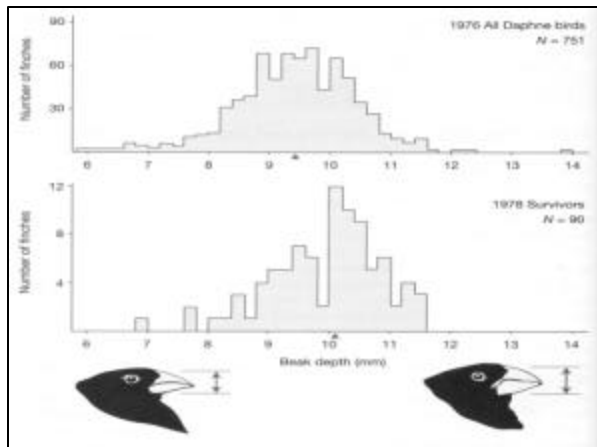 90
1976 All Daphne birds
N = 751
Number of finches
60
30
6 7 8 9 10 11 12 13 14
12
1978 Survivors
N = 90
Number of finches
8
4
6 7 8 9 10 11 12 13 14
Beak depth (mm)